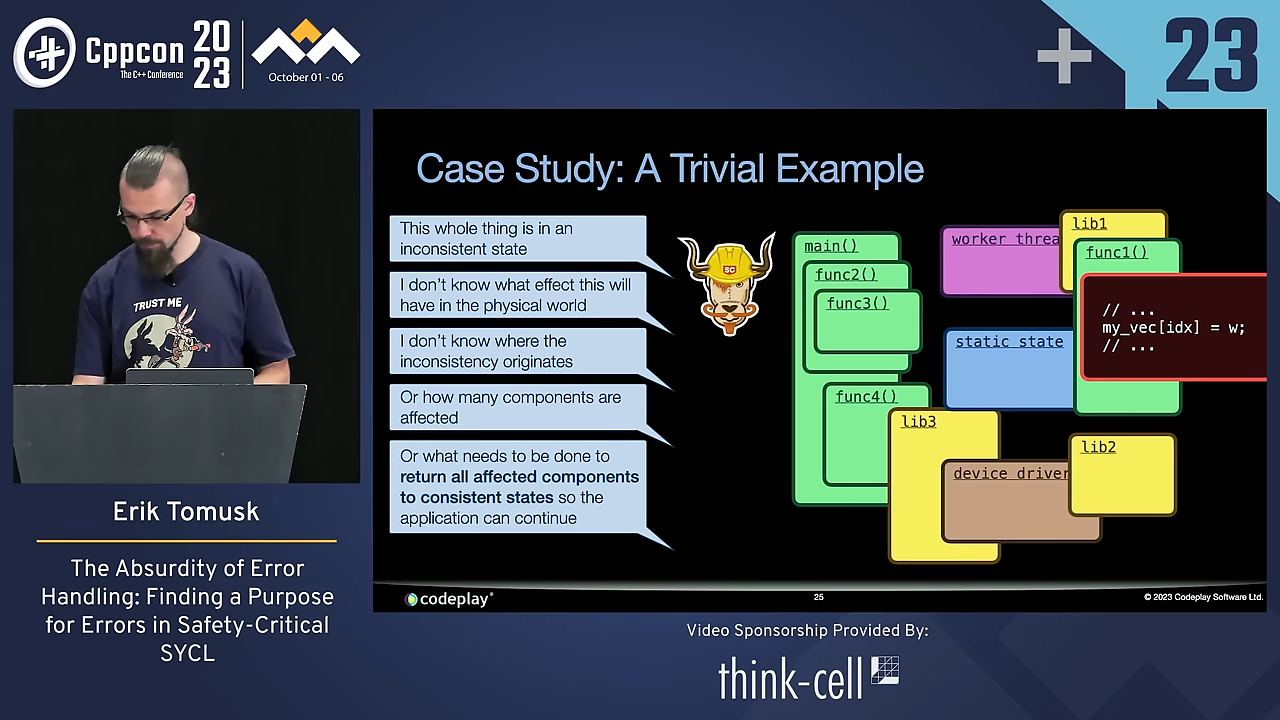 Cppcon
The C++ Conference
20
23
October 01 - 06
23
TRUST ME
Erik Tomusk
The Absurdity of Error
Handling: Finding a Purpose
for Errors in Safety-Critical
SYCL
Case Study: A Trivial Example
This whole thing is in an
inconsistent state
I don't know what effect this will
have in the physical world
I don't know where the
inconsistency originates
Or how many components are
affected
Or what needs to be done to
return all affected components
to consistent states so the
application can continue
SC
main()
func2()
func3()
func4()
lib3
worker threa
static state
device driver
lib1
func1()
// ...
my_vec[idx] = w;
// ...
lib2
codeplay®
25
© 2023 Codeplay Software Ltd.
Video Sponsorship Provided By:
think-cell